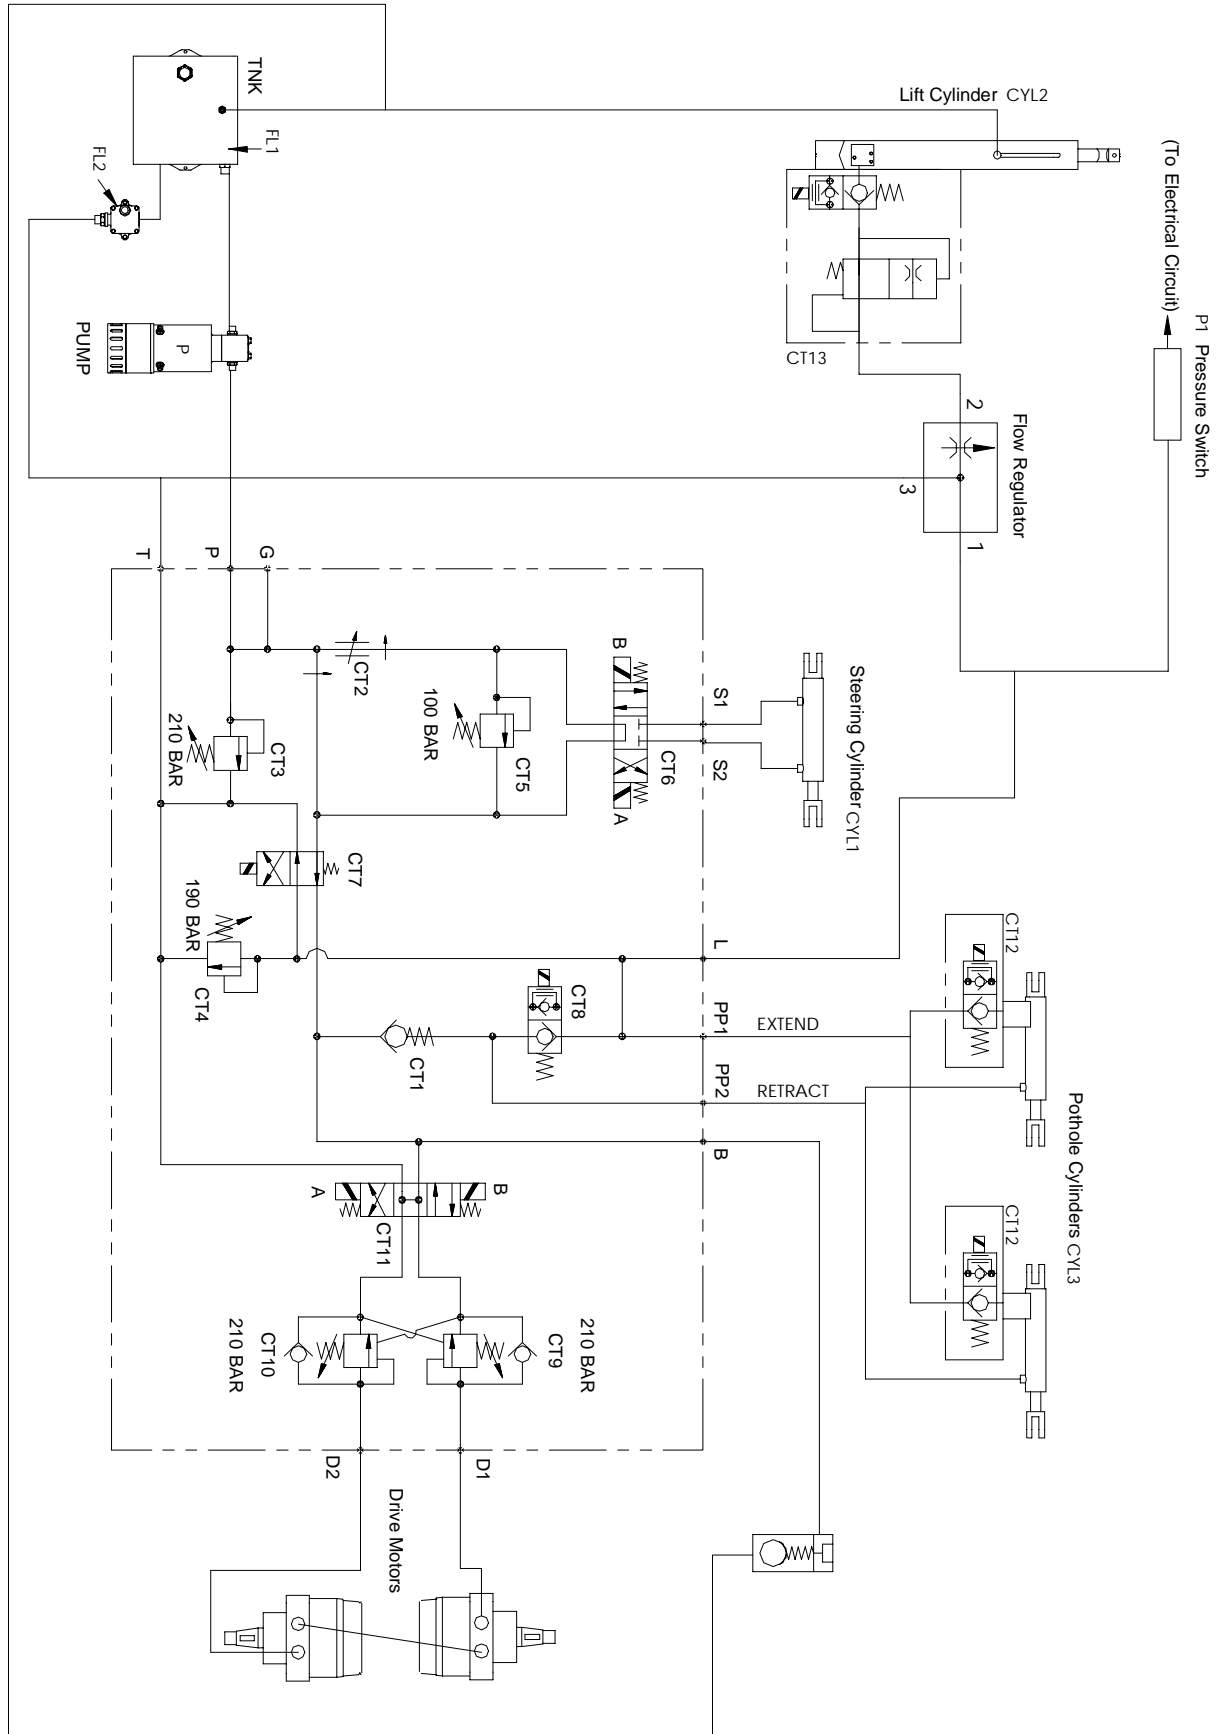 TNK
FL1
FL2
P
PUMP
Lift Cylinder CYL2
(To Electrical Circuit)
P1 Pressure Switch
CT13
2
Flow Regulator
3
1
T
P
G
B
CT2
100 BAR
CT5
CT6
A
S1
S2
Steering Cylinder CYL1
210 BAR
CT3
CT7
190 BAR
CT4
L
CT8
CT1
PP1
EXTEND
PP2
RETRACT
B
CT12
Pothole Cylinders CYL3
CT12
A
B
CT11
210 BAR
CT10
CT9
210 BAR
D2
D1
Drive Motors